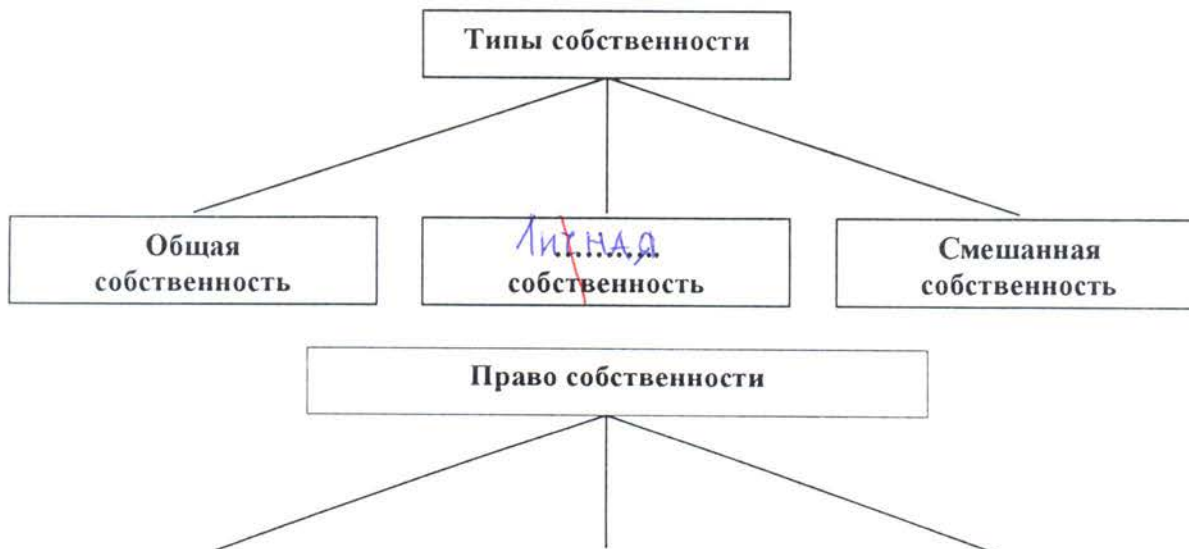 Типы собственности
Общая
собственность
Личная
..........
собственность
Смешанная
собственность
Право собственности